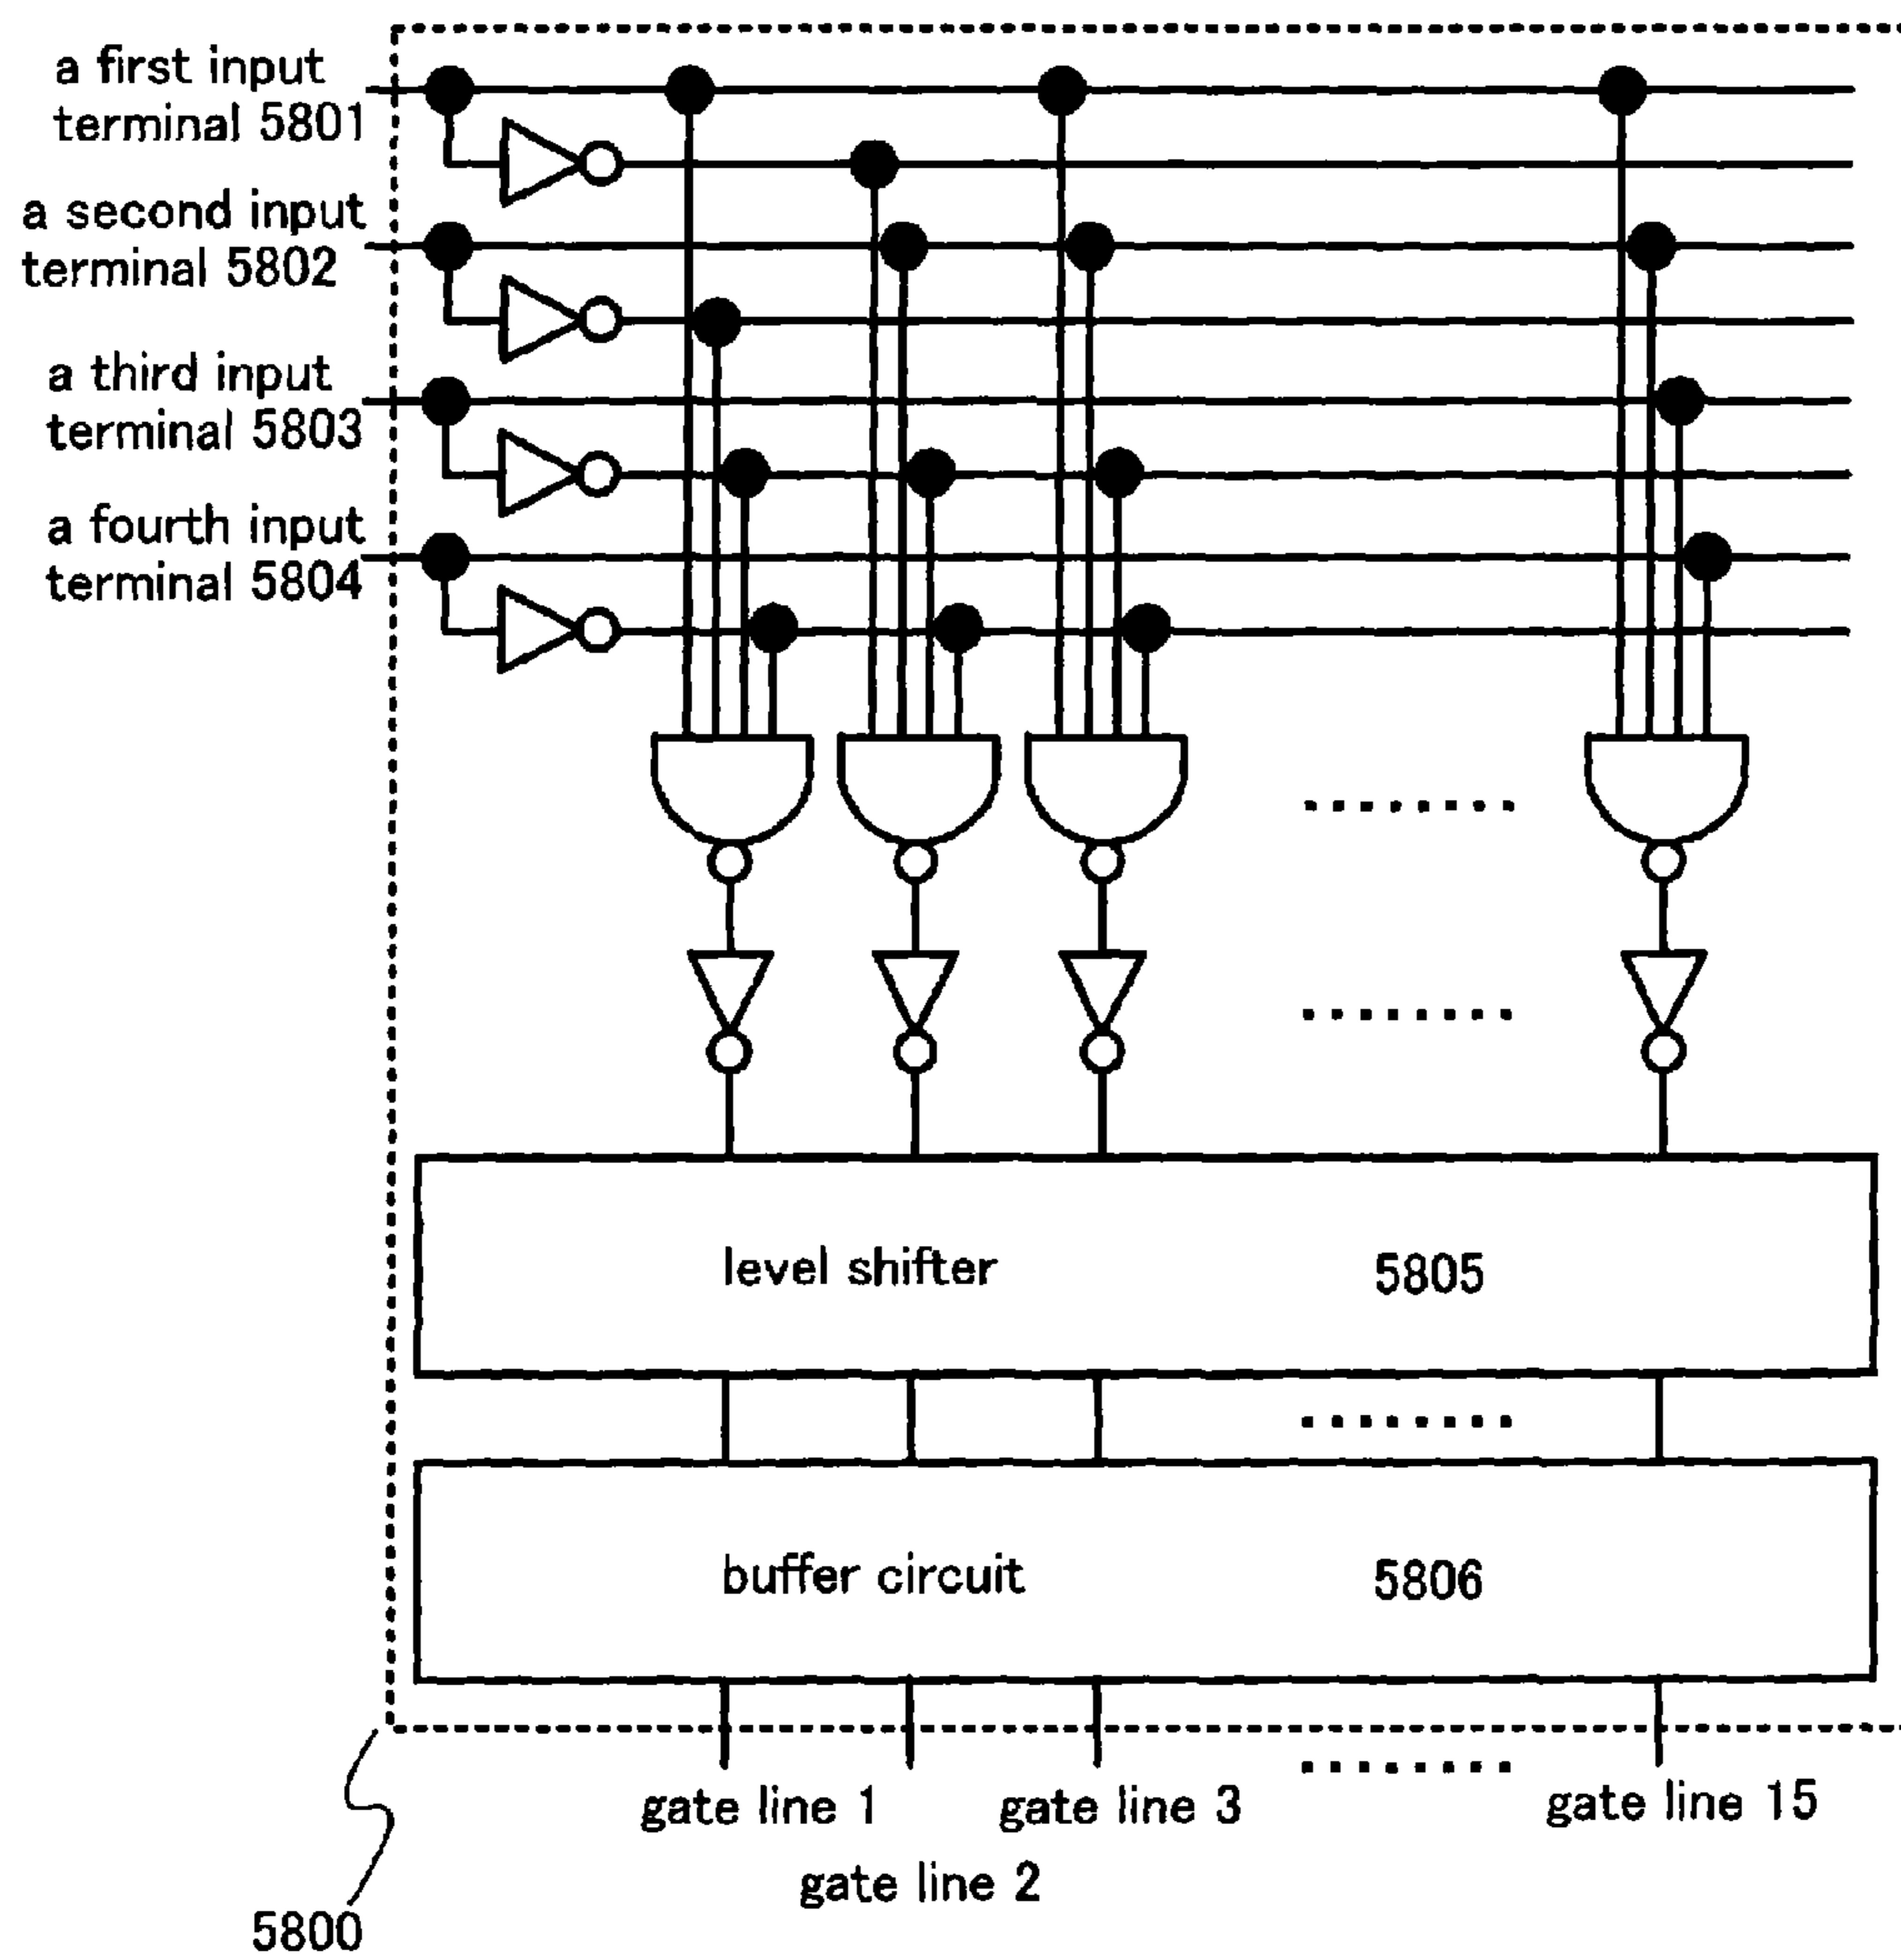 a first input
terminal 5801
a second input
terminal 5802
a third input
terminal 5803
a fourth input
terminal 5804
level shifter 5805
buffer circuit 5806
gate line 1 gate line 3 gate line 15
gate line 2
5800